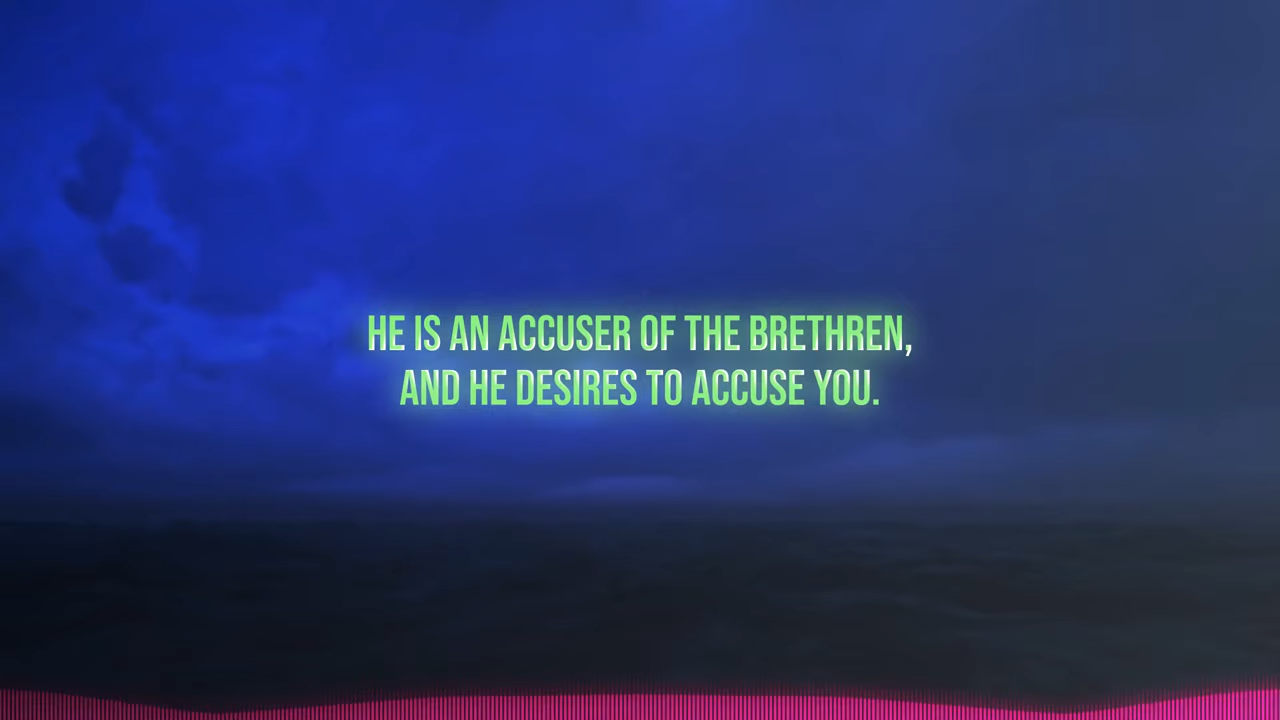 HE IS AN ACCUSER OF THE BRETHREN,
AND HE DESIRES TO ACCUSE YOU.